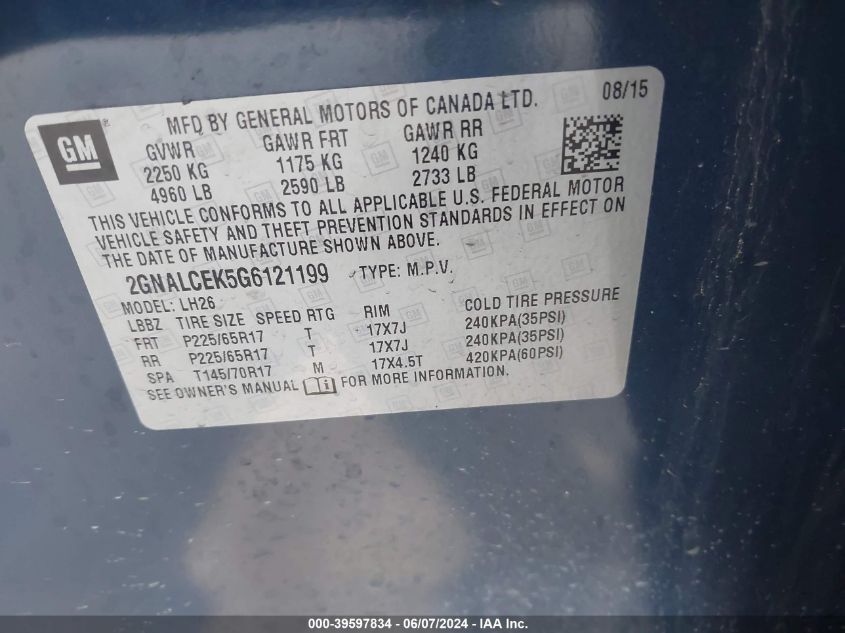 GM ®
MFD BY GENERAL MOTORS OF CANADA LTD. 08/15
GVWR GAWR FRT GAWR RR
2250 KG 1175 KG 1240 KG
4960 LB 2590 LB 2733 LB
THIS VEHICLE CONFORMS TO ALL APPLICABLE U.S. FEDERAL MOTOR
VEHICLE SAFETY AND THEFT PREVENTION STANDARDS IN EFFECT ON
THE DATE OF MANUFACTURE SHOWN ABOVE.
2GNALCEK5G6121199 TYPE: M.P.V.
MODEL: LH26
LBBZ TIRE SIZE SPEED RTG RIM COLD TIRE PRESSURE
FRT P225/65R17 T 17X7J 240KPA(35PSI)
RR P225/65R17 T 17X7J 240KPA(35PSI)
SPA T145/70R17 M 17X4.5T 420KPA(60PSI)
SEE OWNER'S MANUAL FOR MORE INFORMATION.
000-39597834 - 06/07/2024 - IAA Inc.